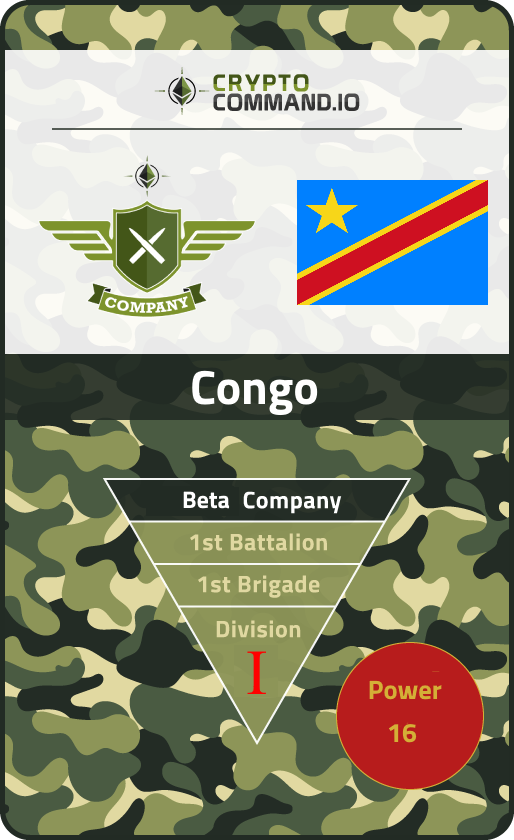 CRYPTO
COMMAND.IO
COMPANY
Congo
Beta Company
1st Battalion
1st Brigade
Division
I
Power
16